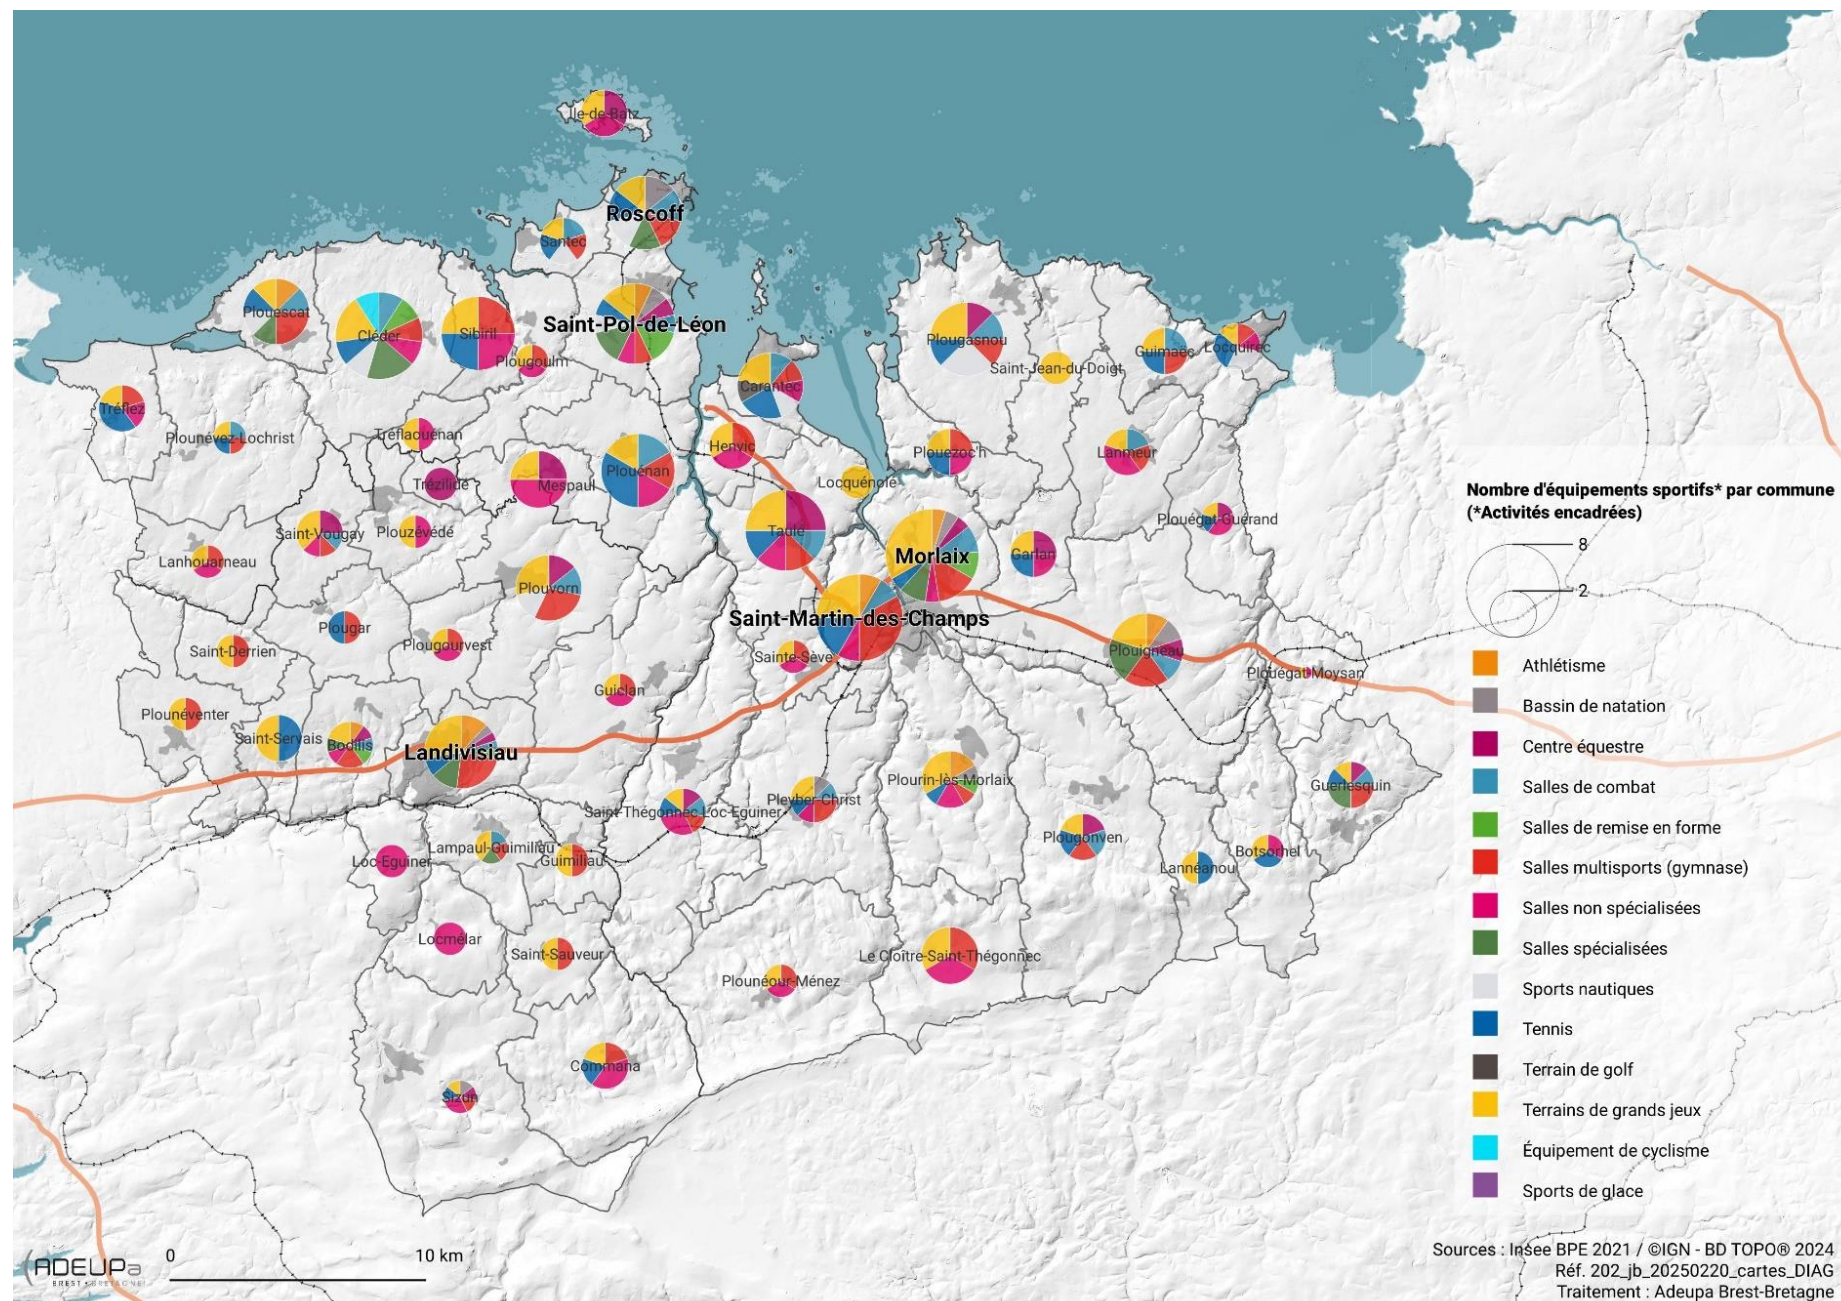 Ile-de-Batz
Roscoff
Santec
Plouescat
Cléder
Sibiril
Saint-Pol-de-Léon
Plougoulm
Plougasnou
Saint-Jean-du-Doigt
Guimaëc
Locquirec
Carantec
Tréflez
Plounévez-Lochrist
Tréflaouénan
Henvic
Plouezoc'h
Lanmeur
Trézilidé
Mespaul
Plouénan
Locquénolé
Saint-Vougay
Plouzévédé
Taulé
Plouégat-Guérand
Lanhouarneau
Morlaix
Garlan
Plouvorn
Saint-Martin-des-Champs
Plougar
Plougourvest
Saint-Derrien
Sainte-Sève
Plouigneau
Plouégat-Moysan
Guiclan
Plounéventer
Saint-Servais
Bodilis
Landivisiau
Plourin-lès-Morlaix
Guerlesquin
Saint-Thégonnec Loc-Eguiner
Pleyber-Christ
Plougonven
Loc-Eguiner
Lampaul-Guimiliau
Guimiliau
Lannéanou
Botsorhel
Locmélar
Saint-Sauveur
Le Cloître-Saint-Thégonnec
Plounéour-Ménez
Commana
Sizun
Nombre d'équipements sportifs* par commune
(*Activités encadrées)
8
2
Athlétisme
Bassin de natation
Centre équestre
Salles de combat
Salles de remise en forme
Salles multisports (gymnase)
Salles non spécialisées
Salles spécialisées
Sports nautiques
Tennis
Terrain de golf
Terrains de grands jeux
Équipement de cyclisme
Sports de glace
0 10 km
ADEUPa
BREST•BRETAGNE
Sources : Insee BPE 2021 / ©IGN - BD TOPO® 2024
Réf. 202_jb_20250220_cartes_DIAG
Traitement : Adeupa Brest-Bretagne